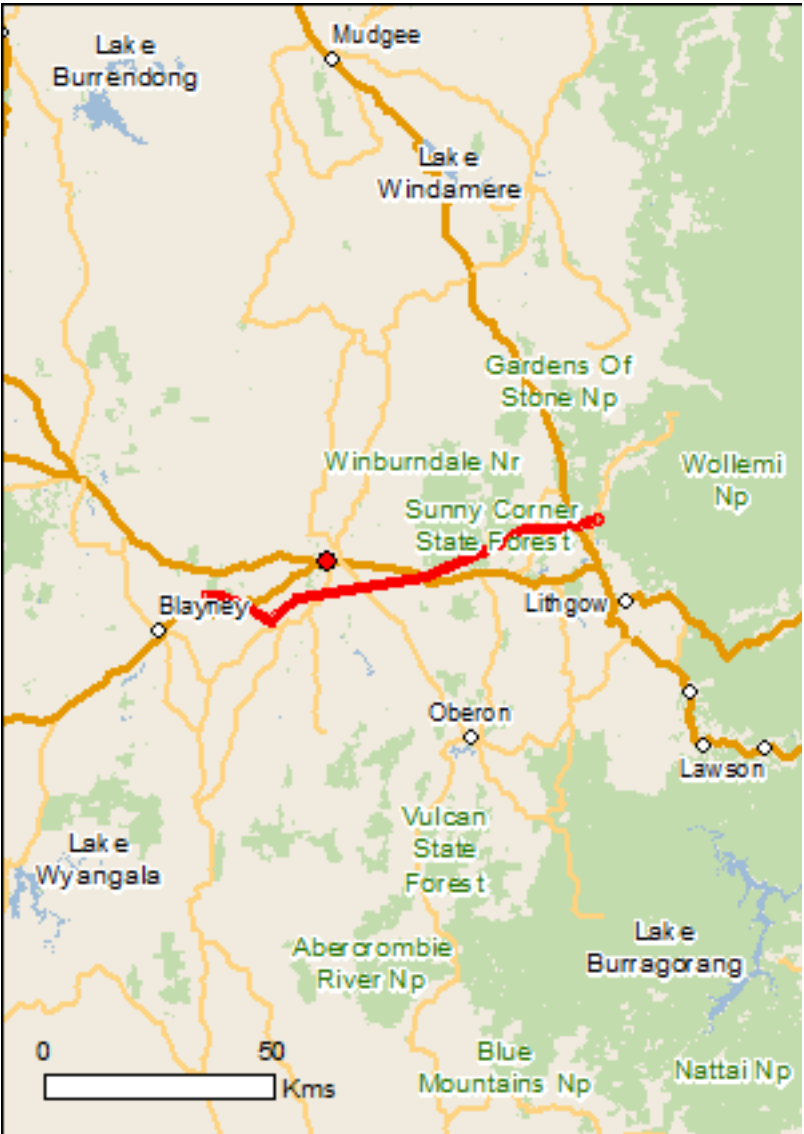 Mudgee
Lake
Burrendong
Lake
Windamere
Gardens Of
Stone Np
Winburndale Nr
Wollemi
Np
Sunny Corner
State Forest
Blayney
Lithgow
Oberon
Lawson
Vulcan
State
Forest
Lake
Wyangala
Lake
Burragorang
Abercrombie
River Np
0 50
Kms
Blue
Mountains Np
Nattai Np